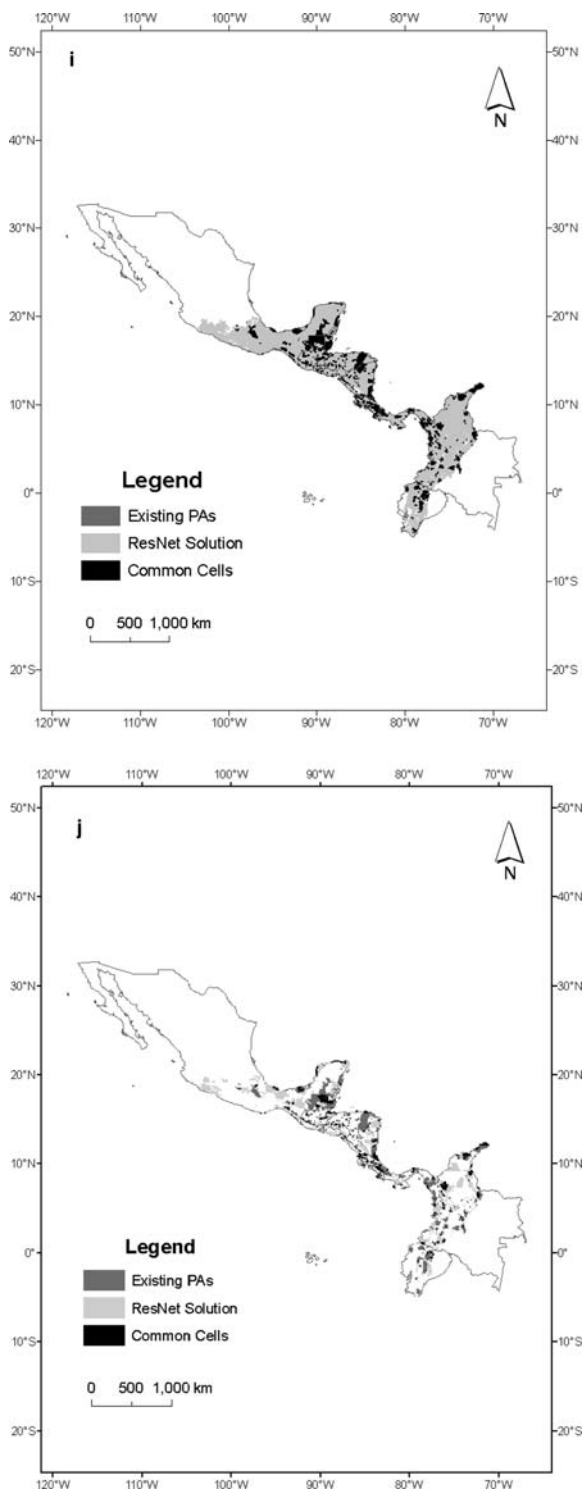 120°W 110°W 100°W 90°W 80°W 70°W
i
N
50°N 50°N
40°N 40°N
30°N 30°N
20°N 20°N
10°N 10°N
0° 0°
10°S 10°S
20°S 20°S
Legend
Existing PAs
ResNet Solution
Common Cells
0 500 1,000 km
120°W 110°W 100°W 90°W 80°W 70°W
120°W 110°W 100°W 90°W 80°W 70°W
j
N
50°N 50°N
40°N 40°N
30°N 30°N
20°N 20°N
10°N 10°N
0° 0°
10°S 10°S
20°S 20°S
Legend
Existing PAs
ResNet Solution
Common Cells
0 500 1,000 km
120°W 110°W 100°W 90°W 80°W 70°W